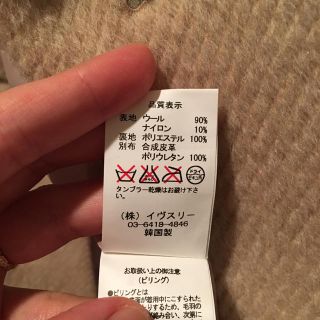 品質表示
表地 ウール 90%
ナイロン 10%
裏地 ポリエステル 100%
別布 合成皮革
ポリウレタン 100%
ドライ
タンブラー乾燥はお避け下さ
い。
(株) イヴスリー
03-6418-4846
韓国製
お取扱い上の御注意
(ピリング)
●ピリングとは